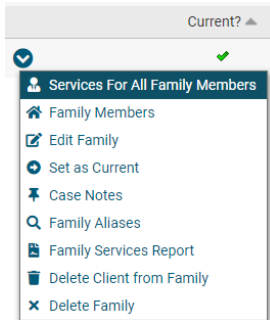 Current?
Services For All Family Members
Family Members
Edit Family
Set as Current
Case Notes
Family Aliases
Family Services Report
Delete Client from Family
Delete Family